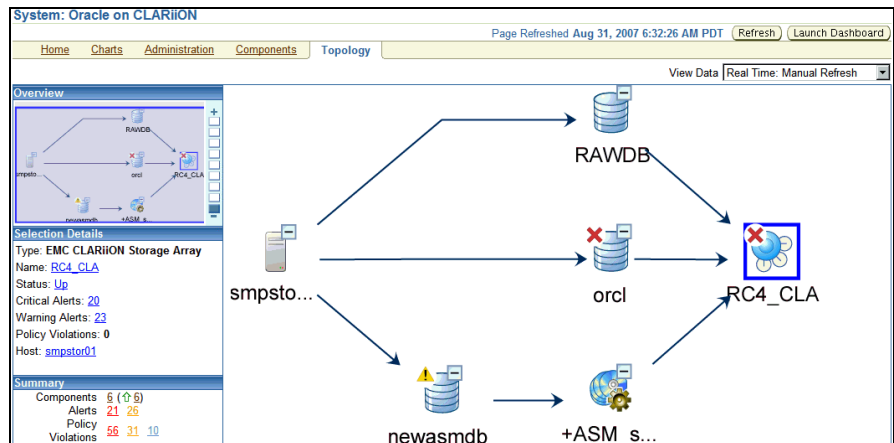 System: Oracle on CLARiiON
Page Refreshed Aug 31, 2007 6:32:26 AM PDT Refresh Launch Dashboard
Home Charts Administration Components Topology
View Data Real Time: Manual Refresh
Overview
RAWDB
smpsto...
orcl
RC4_CLA
newasmdb
+ASM_s...
Selection Details
Type: EMC CLARiiON Storage Array
Name: RC4_CLA
Status: Up
Critical Alerts: 20
Warning Alerts: 23
Policy Violations: 0
Host: smpstor01
Summary
Components 6 (6)
Alerts 21 26
Policy
Violations 56 31 10
RAWDB
smpsto...
orcl
RC4_CLA
newasmdb
+ASM_s...